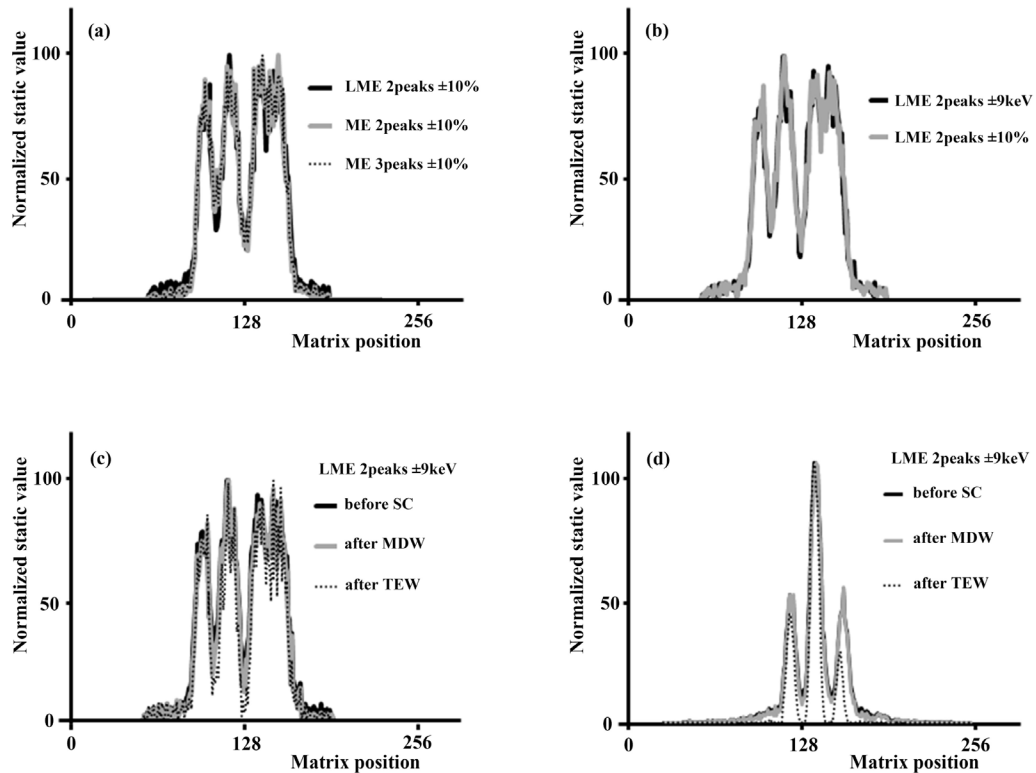 (a)
Normalized static value
100
50
0
LME 2peaks ±10%
ME 2peaks ±10%
ME 3peaks ±10%
0
128
256
Matrix position
(b)
Normalized static value
100
50
0
LME 2peaks ±9keV
LME 2peaks ±10%
0
128
256
Matrix position
(c)
Normalized static value
100
50
0
LME 2peaks ±9keV
before SC
after MDW
after TEW
0
128
256
Matrix position
(d)
Normalized static value
100
50
0
LME 2peaks ±9keV
before SC
after MDW
after TEW
0
128
256
Matrix position